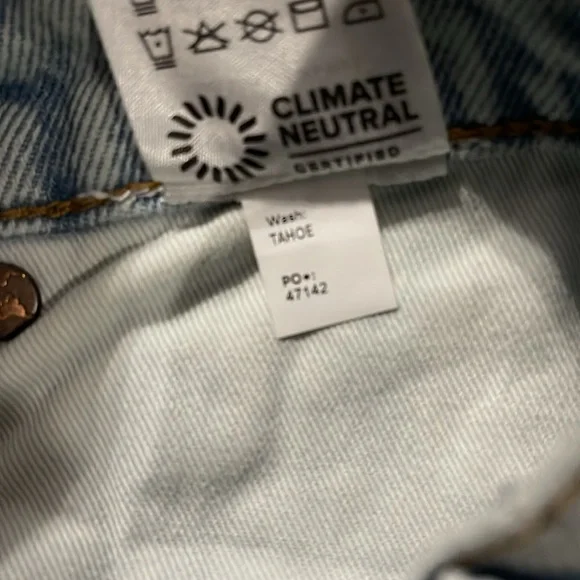 CLIMATE
NEUTRAL
CERTIFIED
Wash:
TAHOE
PO#:
47142